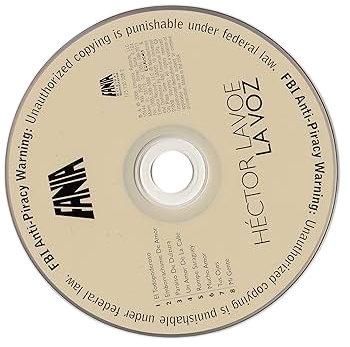 FBI Anti-Piracy Warning: Unauthorized copying is punishable under federal law.
FBI Anti-Piracy Warning: Unauthorized copying is punishable under federal law.
FANIA
FANIA
HÉCTOR LAVOE
LA VOZ
1 El Todopoderoso
2 Emborráchame De Amor
3 Paraíso De Dulzura
4 Un Amor De La Calle
5 Rompe Saragüey
6 Mucho Amor
7 Tus Ojos
8 Mi Gente